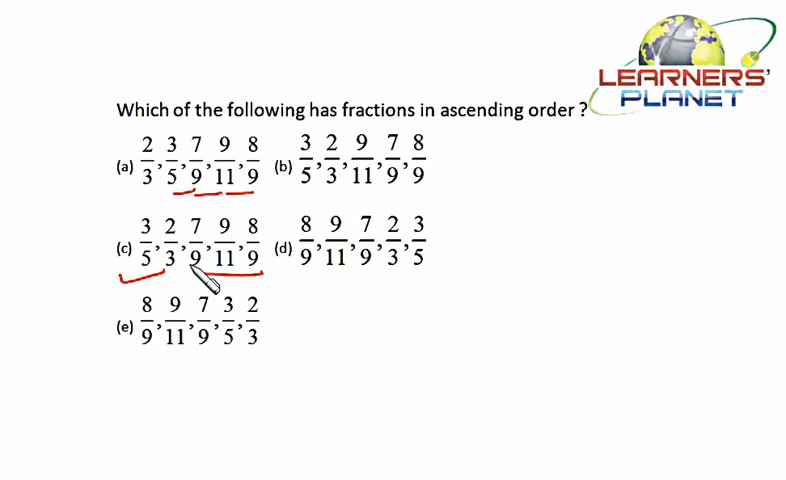 LEARNERS'
PLANET
Which of the following has fractions in ascending order ?
(a) 2/3, 3/5, 7/9, 9/11, 8/9 (b) 3/5, 2/3, 9/11, 7/9, 8/9
(c) 3/5, 2/3, 7/9, 9/11, 8/9 (d) 8/9, 9/11, 7/9, 2/3, 3/5
(e) 8/9, 9/11, 7/9, 3/5, 2/3